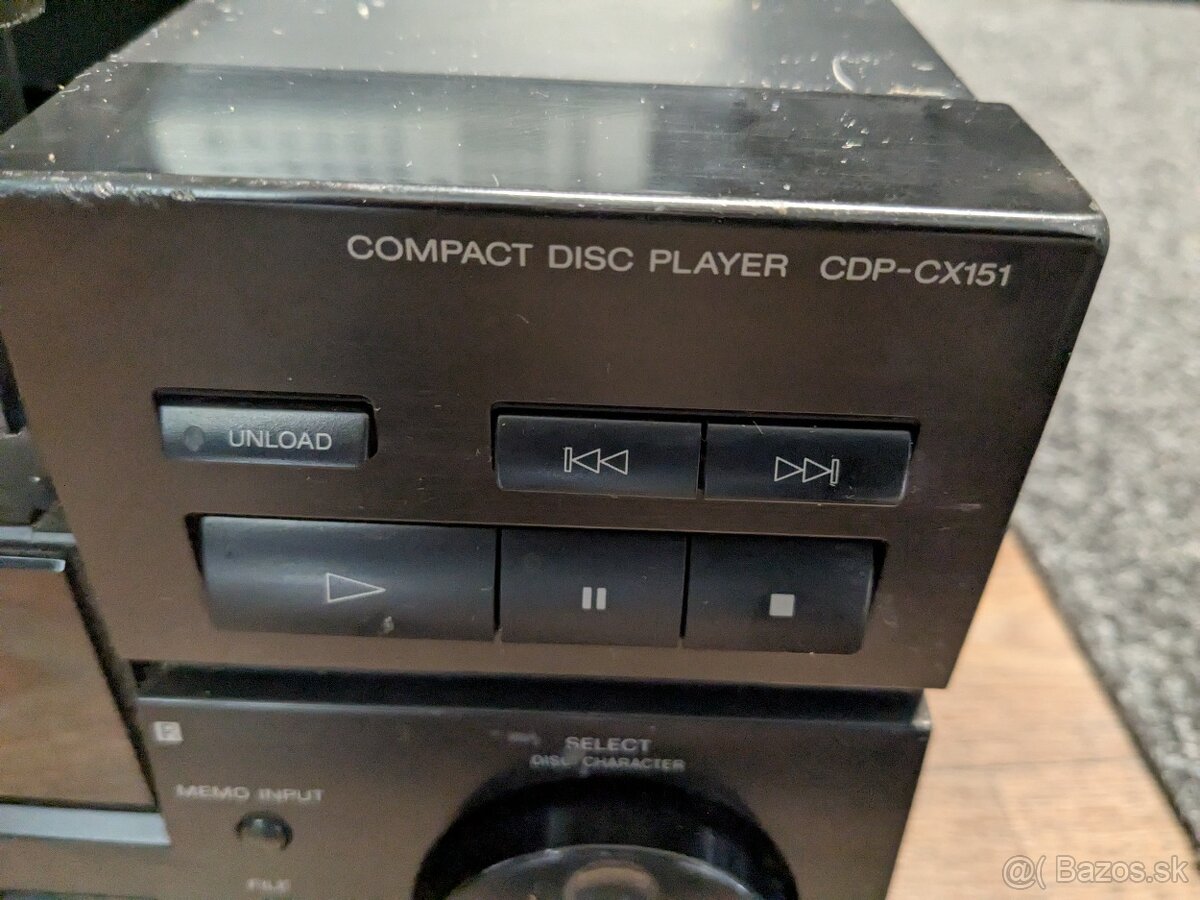 COMPACT DISC PLAYER CDP-CX151
UNLOAD
SELECT
DISC CHARACTER
MEMO INPUT
FILE
@( Bazos.sk